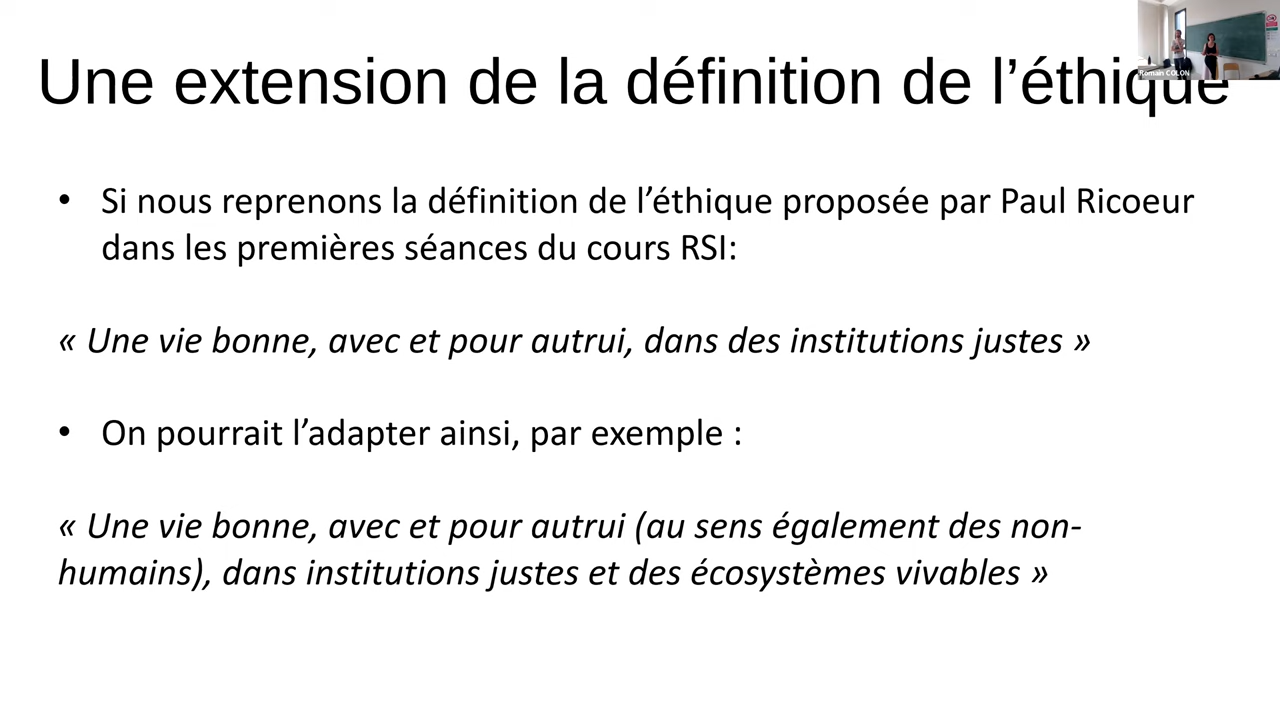 Une extension de la définition de l’éthique
Romain COLON
• Si nous reprenons la définition de l’éthique proposée par Paul Ricoeur
dans les premières séances du cours RSI:
« Une vie bonne, avec et pour autrui, dans des institutions justes »
• On pourrait l’adapter ainsi, par exemple :
« Une vie bonne, avec et pour autrui (au sens également des non-
humains), dans institutions justes et des écosystèmes vivables »